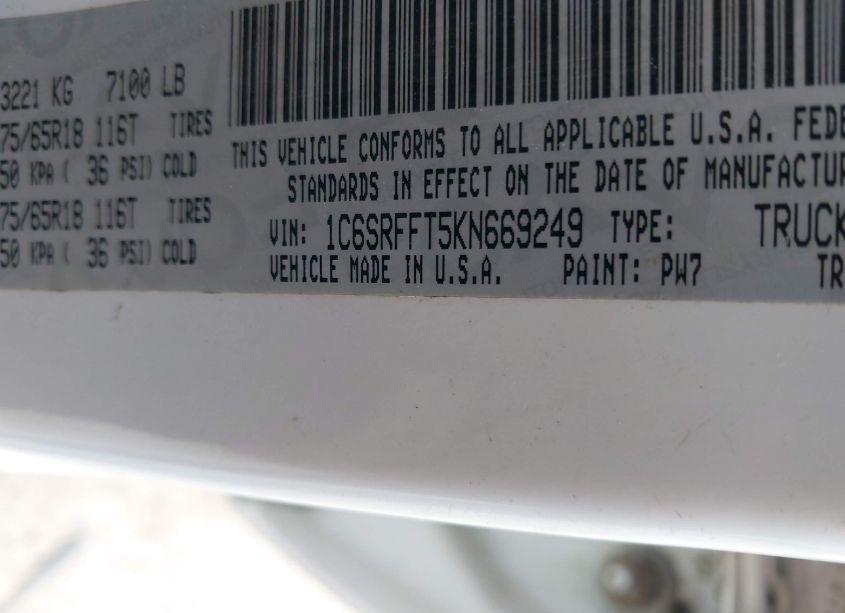 3221 KG 7100 LB
75/65R18 116T TIRES
50 KPA ( 36 PSI) COLD
75/65R18 116T TIRES
50 KPA ( 36 PSI) COLD
THIS VEHICLE CONFORMS TO ALL APPLICABLE U.S.A. FEDE
STANDARDS IN EFFECT ON THE DATE OF MANUFACTUR
VIN: 1C6SRFFT5KN669249 TYPE: TRUCK
VEHICLE MADE IN U.S.A. PAINT: PW7 TR